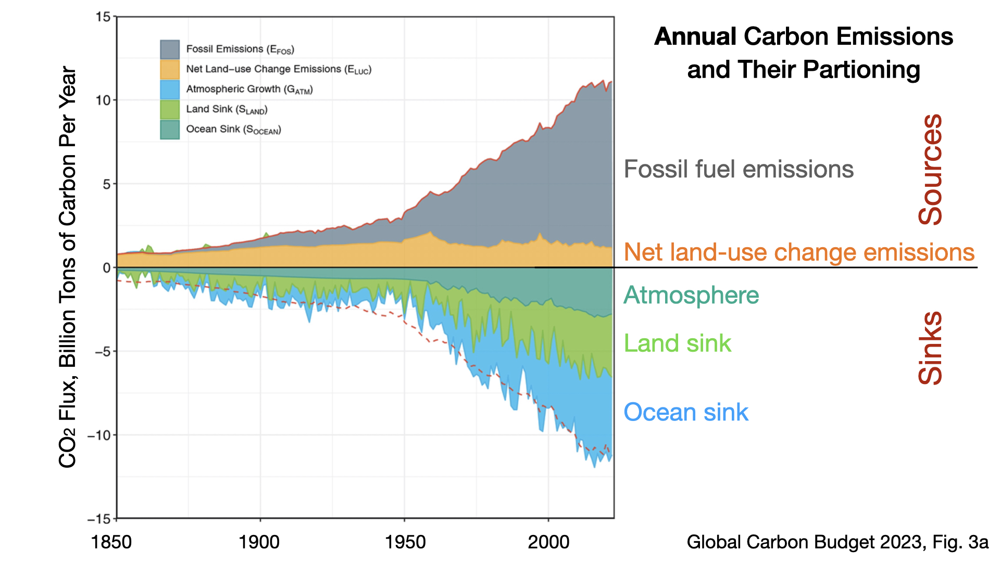 Annual Carbon Emissions
and Their Partioning
CO2 Flux, Billion Tons of Carbon Per Year
15
10
5
0
−5
−10
−15
1850
1900
1950
2000
Fossil Emissions (EFOS)
Net Land−use Change Emissions (ELUC)
Atmospheric Growth (GATM)
Land Sink (SLAND)
Ocean Sink (SOCEAN)
Fossil fuel emissions
Net land-use change emissions
Sources
Atmosphere
Land sink
Ocean sink
Sinks
Global Carbon Budget 2023, Fig. 3a